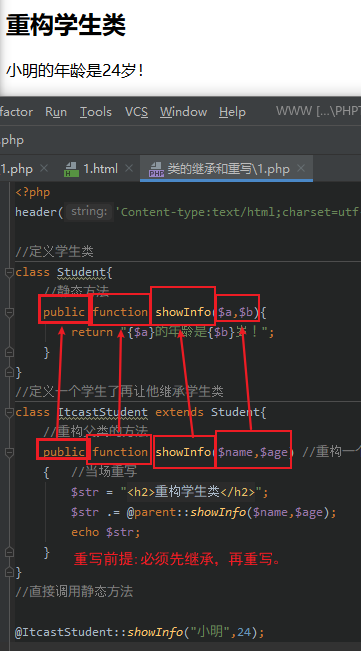 重构学生类
小明的年龄是24岁!
factor Run Tools VCS Window Help WWW [...\PHPT
.php
1.php × 1.html × 类的继承和重写\1.php ×
<?php
header( string: 'Content-type:text/html;charset=utf
//定义学生类
class Student{
//静态方法
public function showInfo($a,$b){
return "{$a}的年龄是{$b}岁!";
}
}
//定义一个学生了再让他继承学生类
class ItcastStudent extends Student{
//重构父类的方法
public function showInfo($name,$age) //重构一个
{ //当场重写
$str = "<h2>重构学生类</h2>";
$str .= @parent::showInfo($name,$age);
echo $str;
}
重写前提:必须先继承,再重写。
}
//直接调用静态方法
@ItcastStudent::showInfo("小明",24);